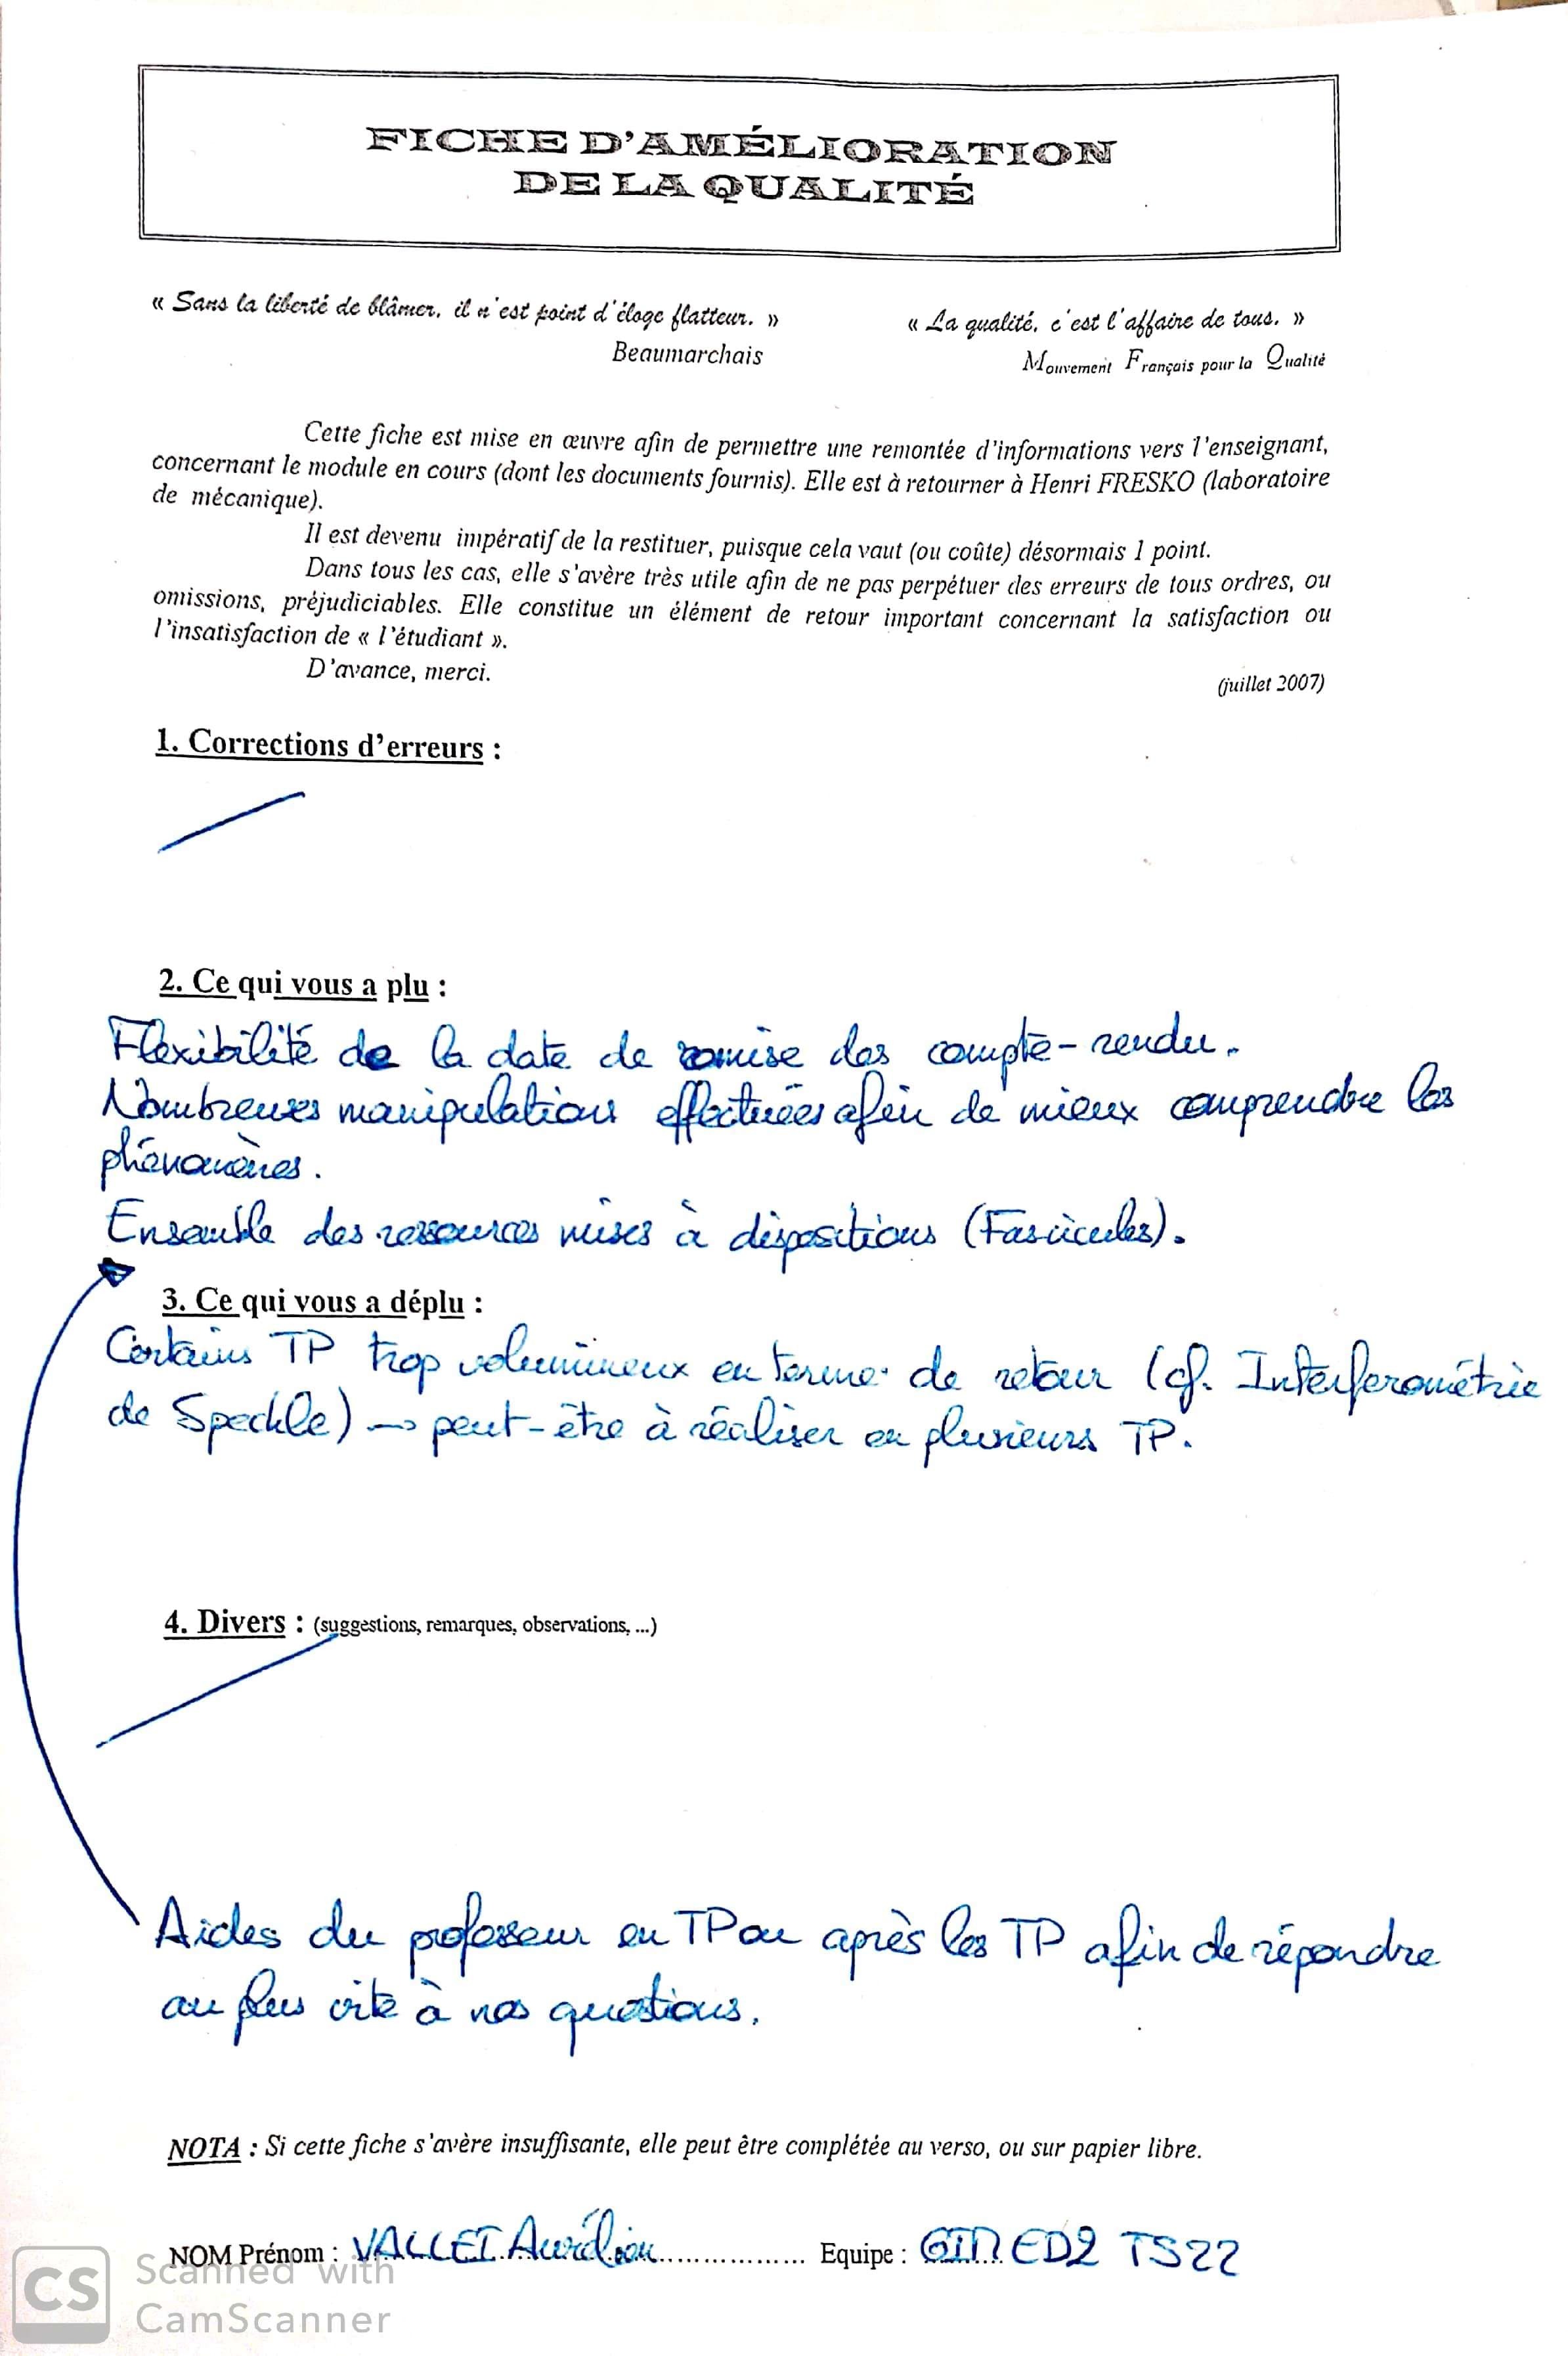 FICHE D'AMÉLIORATION
DE LA QUALITÉ
« Sans la liberté de blâmer, il n'est point d'éloge flatteur. »
Beaumarchais
« La qualité, c'est l'affaire de tous. »
Mouvement Français pour la Qualité
Cette fiche est mise en œuvre afin de permettre une remontée d'informations vers l'enseignant,
concernant le module en cours (dont les documents fournis). Elle est à retourner à Henri FRESKO (laboratoire
de mécanique).
Il est devenu impératif de la restituer, puisque cela vaut (ou coûte) désormais 1 point.
Dans tous les cas, elle s'avère très utile afin de ne pas perpétuer des erreurs de tous ordres, ou
omissions, préjudiciables. Elle constitue un élément de retour important concernant la satisfaction ou
l'insatisfaction de « l'étudiant ».
D'avance, merci.
(juillet 2007)
1. Corrections d'erreurs :
2. Ce qui vous a plu :
Flexibilité de la date de remise des compte-rendu.
Nombreuses manipulations effectuées afin de mieux comprendre les
phénomènes.
Ensemble des ressources mises à dispositions (Fascicules).
3. Ce qui vous a déplu :
Certains TP trop volumineux en terme de retour (cf. Interférométrie
de Speckle) → peut-être à réaliser en plusieurs TP.
4. Divers : (suggestions, remarques, observations, ...)
Aides du professeur en TP ou après les TP afin de répondre
au plus vite à nos questions.
NOTA : Si cette fiche s'avère insuffisante, elle peut être complétée au verso, ou sur papier libre.
NOM Prénom : VALLET Aurélien Equipe : GIM ED2 TS22
CS Scanned with
CamScanner